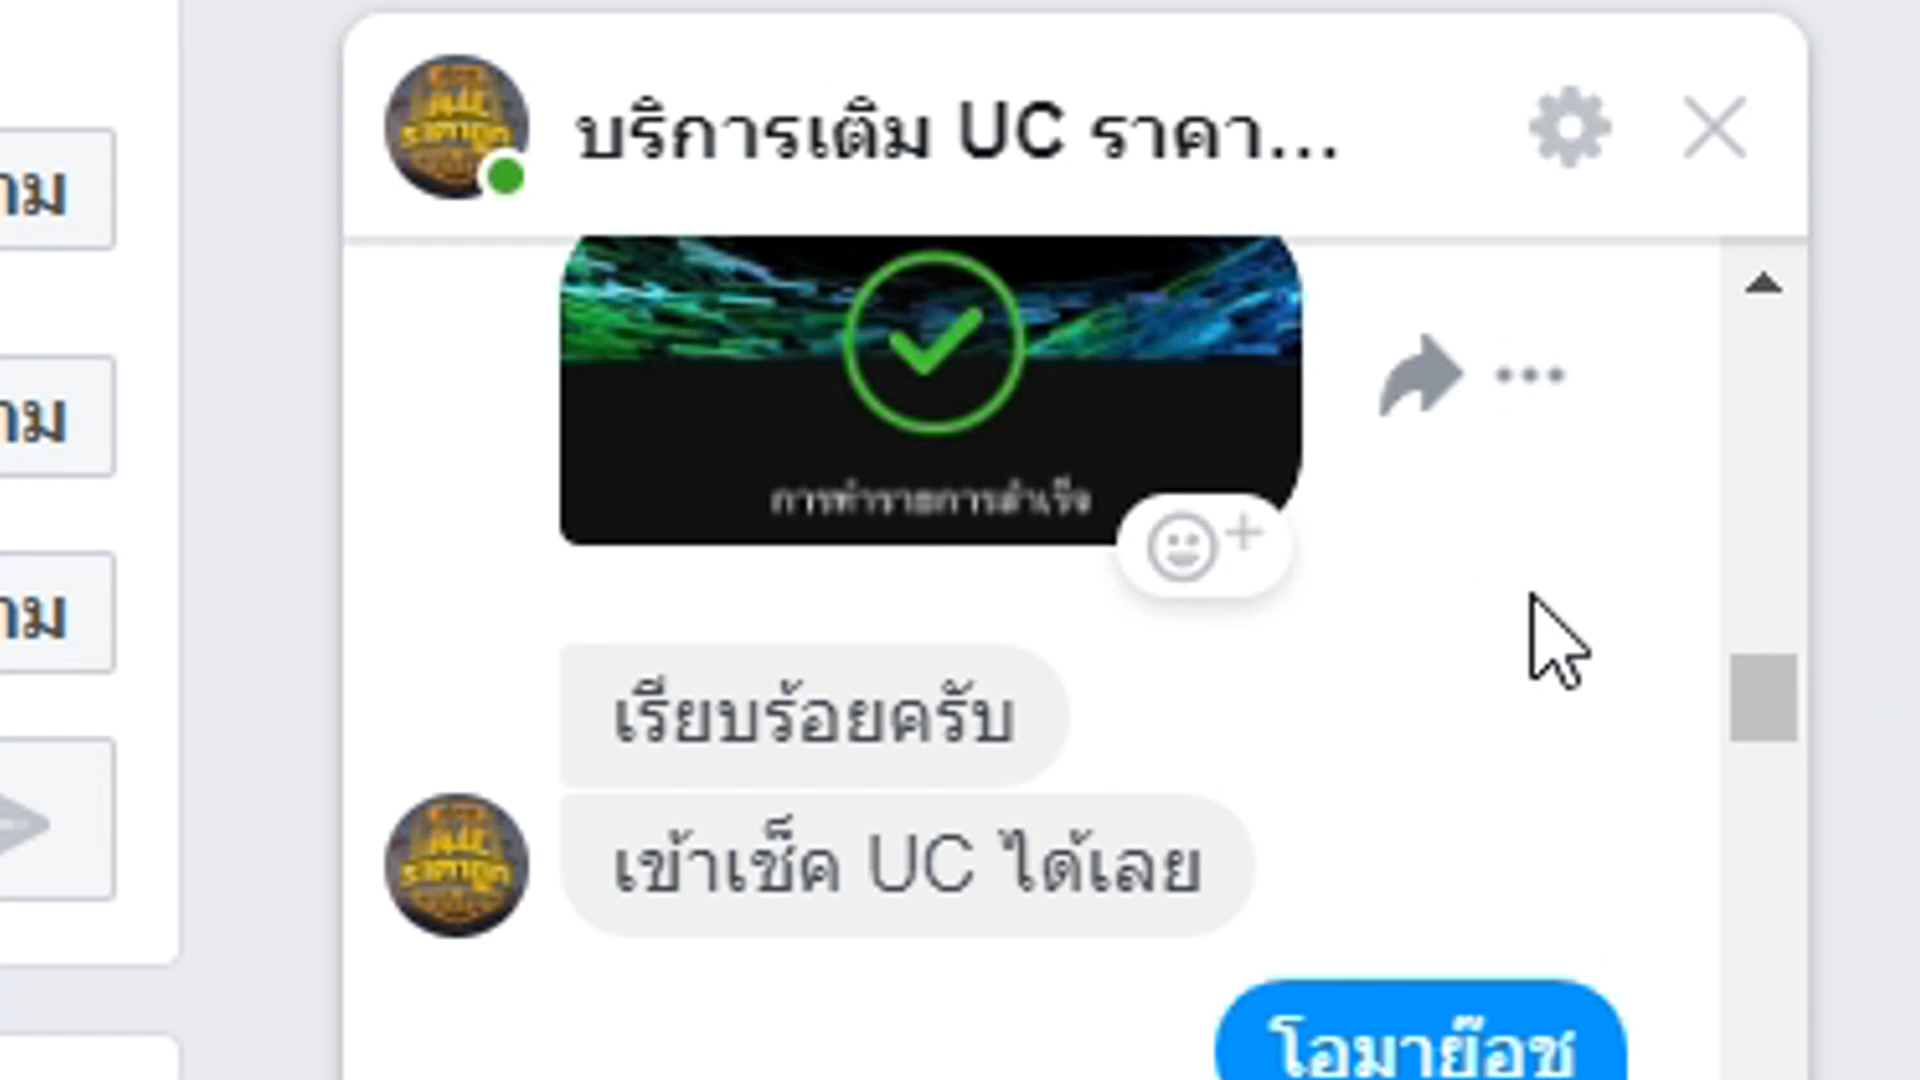 บริการเติม UC ราคา...
การทำรายการสำเร็จ
เรียบร้อยครับ
เข้าเช็ค UC ได้เลย
โอมาย๊อช